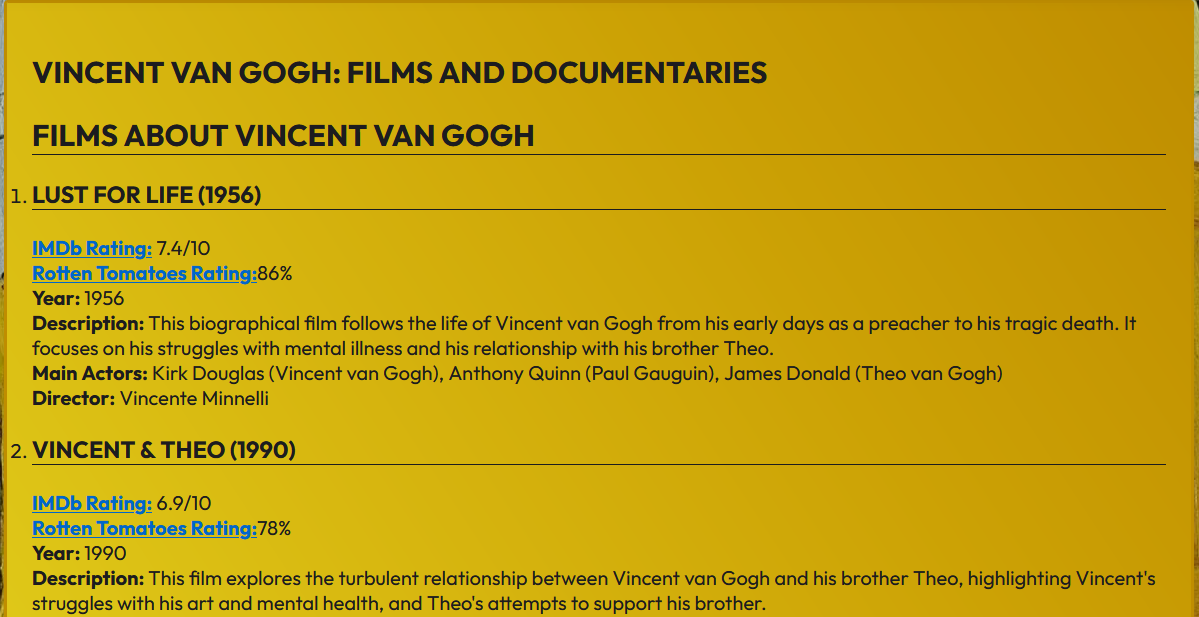 VINCENT VAN GOGH: FILMS AND DOCUMENTARIES
FILMS ABOUT VINCENT VAN GOGH
1. LUST FOR LIFE (1956)
IMDb Rating: 7.4/10
Rotten Tomatoes Rating:86%
Year: 1956
Description: This biographical film follows the life of Vincent van Gogh from his early days as a preacher to his tragic death. It
focuses on his struggles with mental illness and his relationship with his brother Theo.
Main Actors: Kirk Douglas (Vincent van Gogh), Anthony Quinn (Paul Gauguin), James Donald (Theo van Gogh)
Director: Vincente Minnelli
2. VINCENT & THEO (1990)
IMDb Rating: 6.9/10
Rotten Tomatoes Rating:78%
Year: 1990
Description: This film explores the turbulent relationship between Vincent van Gogh and his brother Theo, highlighting Vincent's
struggles with his art and mental health, and Theo's attempts to support his brother.